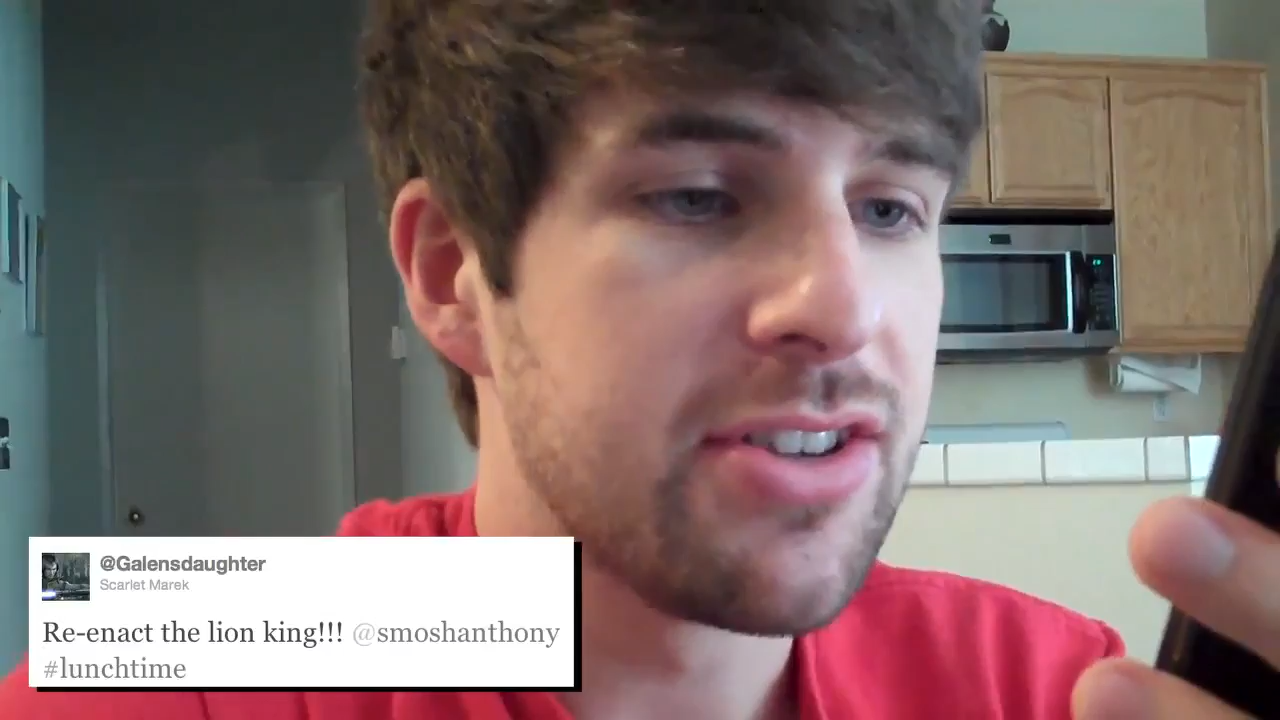 @Galensdaughter
Scarlet Marek
Re-enact the lion king!!! @smoshanthony
#lunchtime